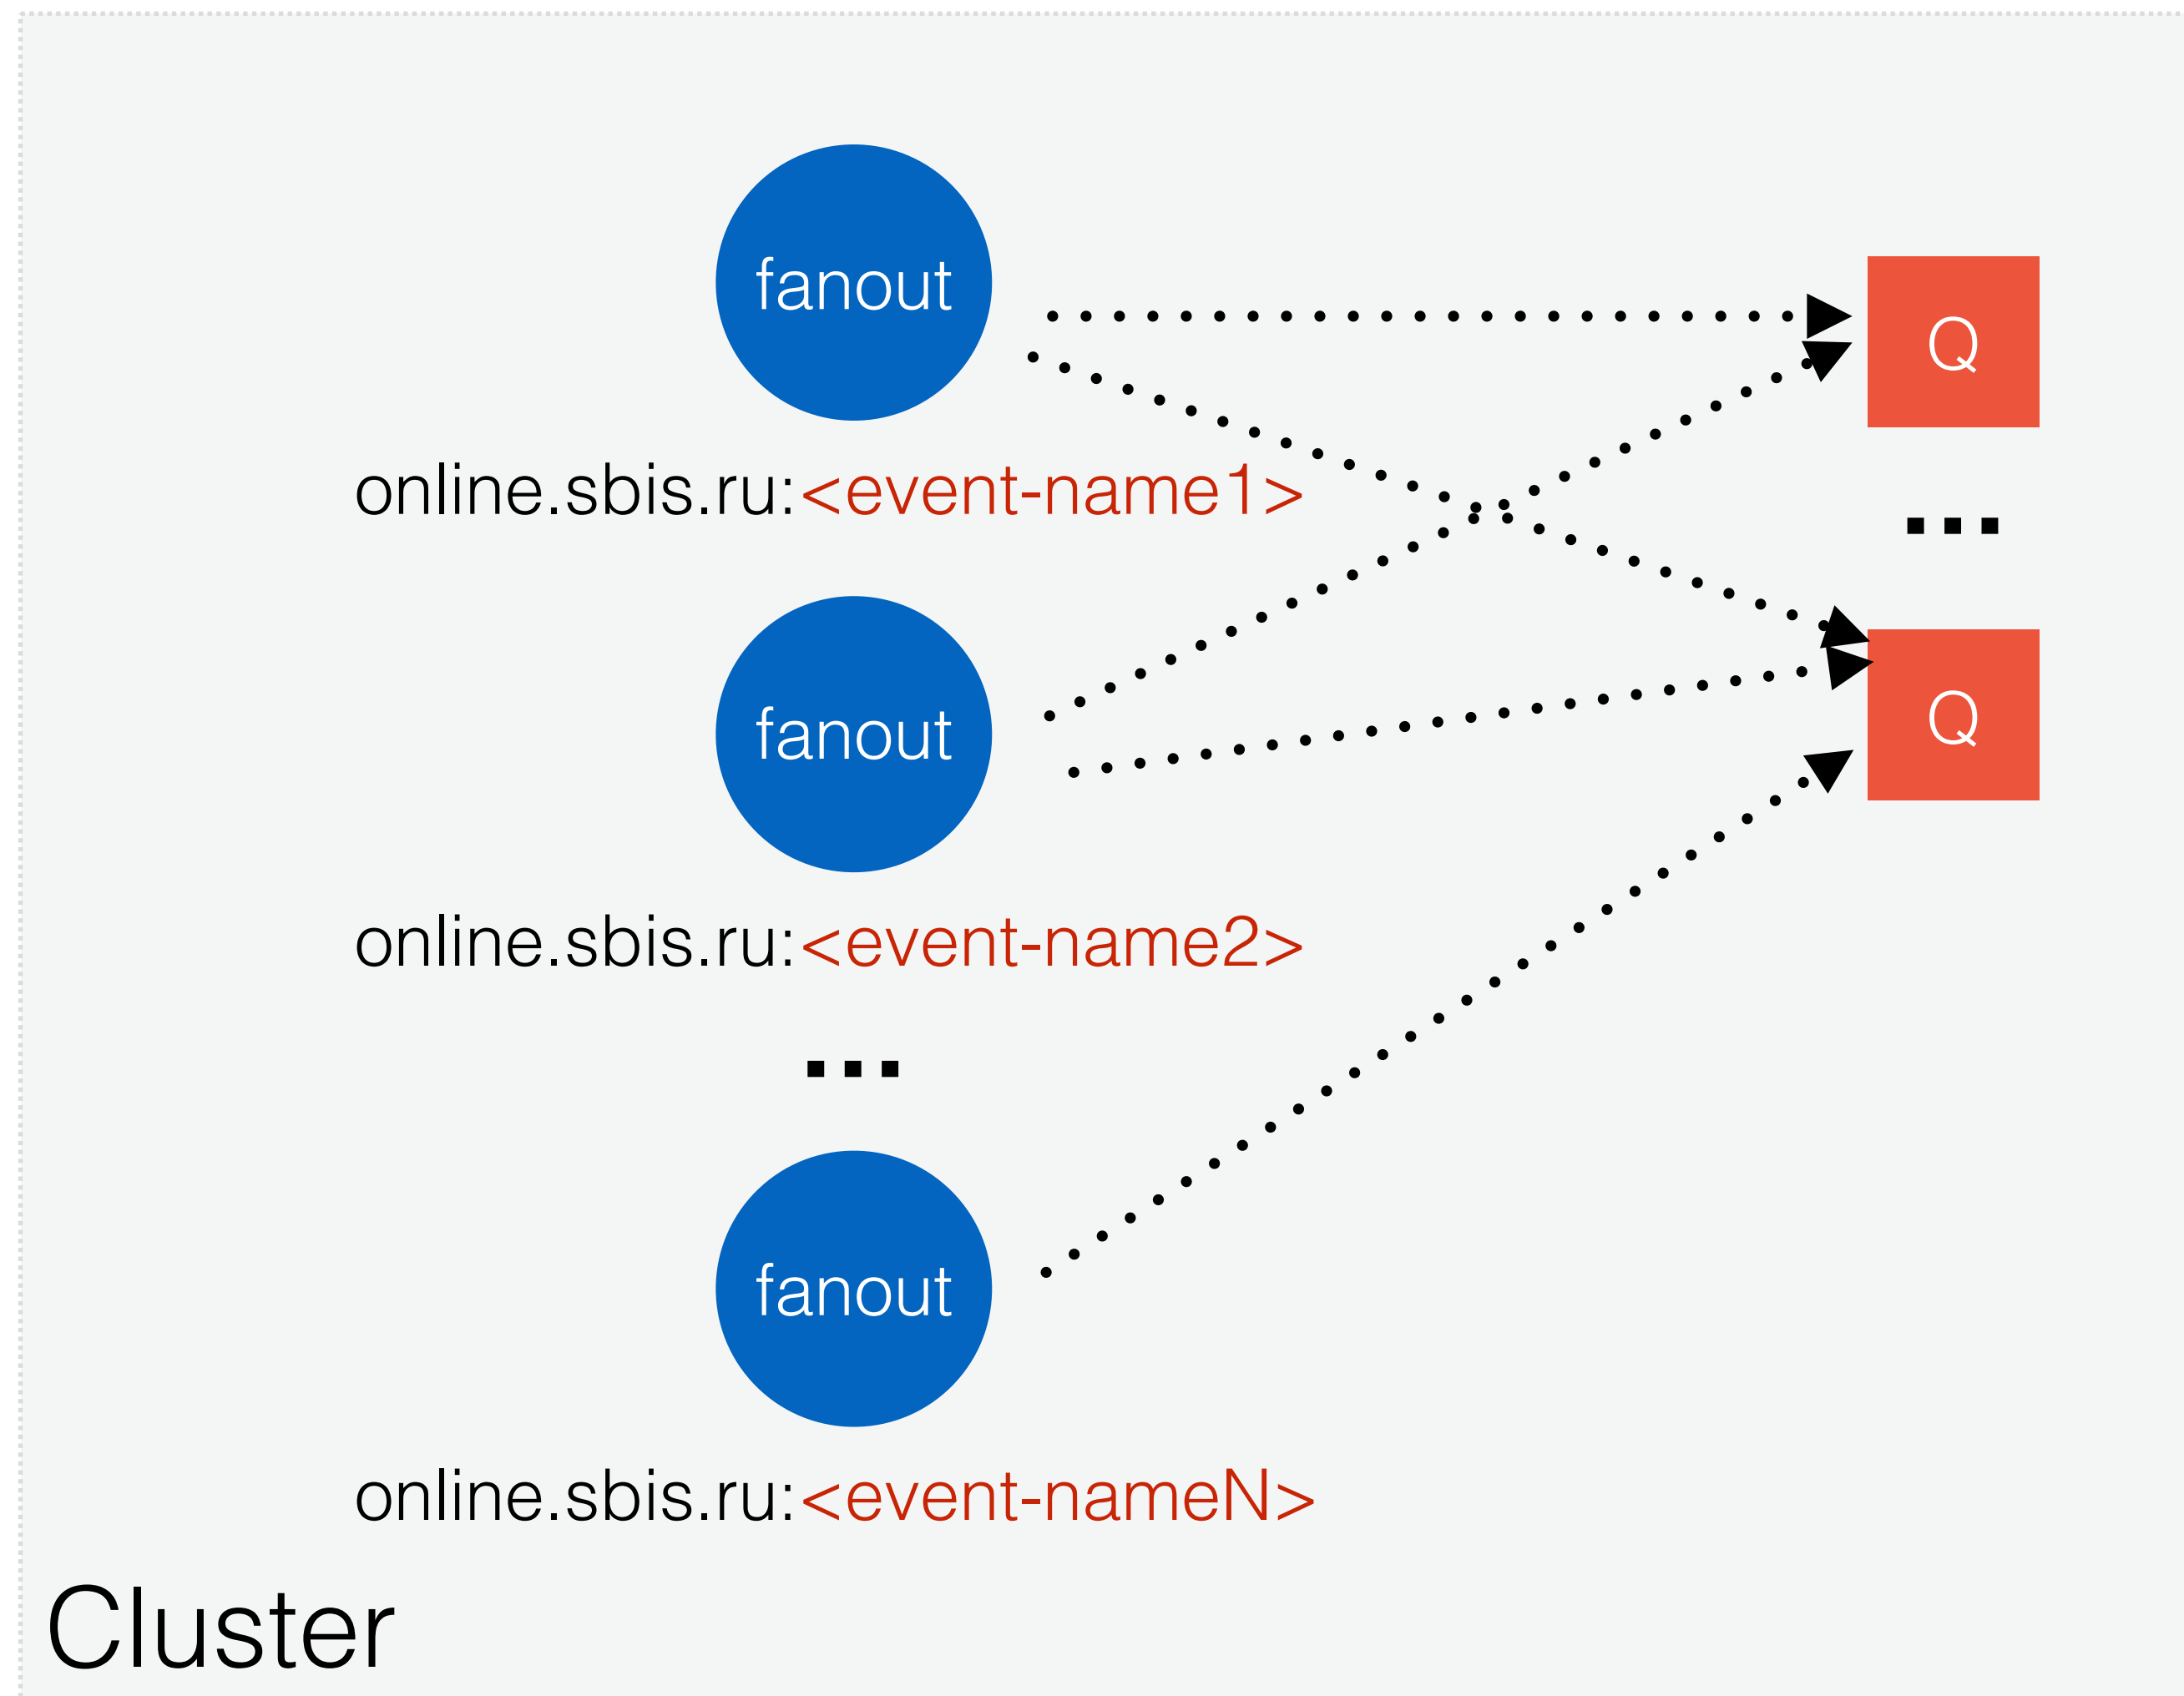 fanout
Q
online.sbis.ru:<event-name1>
...
fanout
Q
online.sbis.ru:<event-name2>
...
fanout
online.sbis.ru:<event-nameN>
Cluster